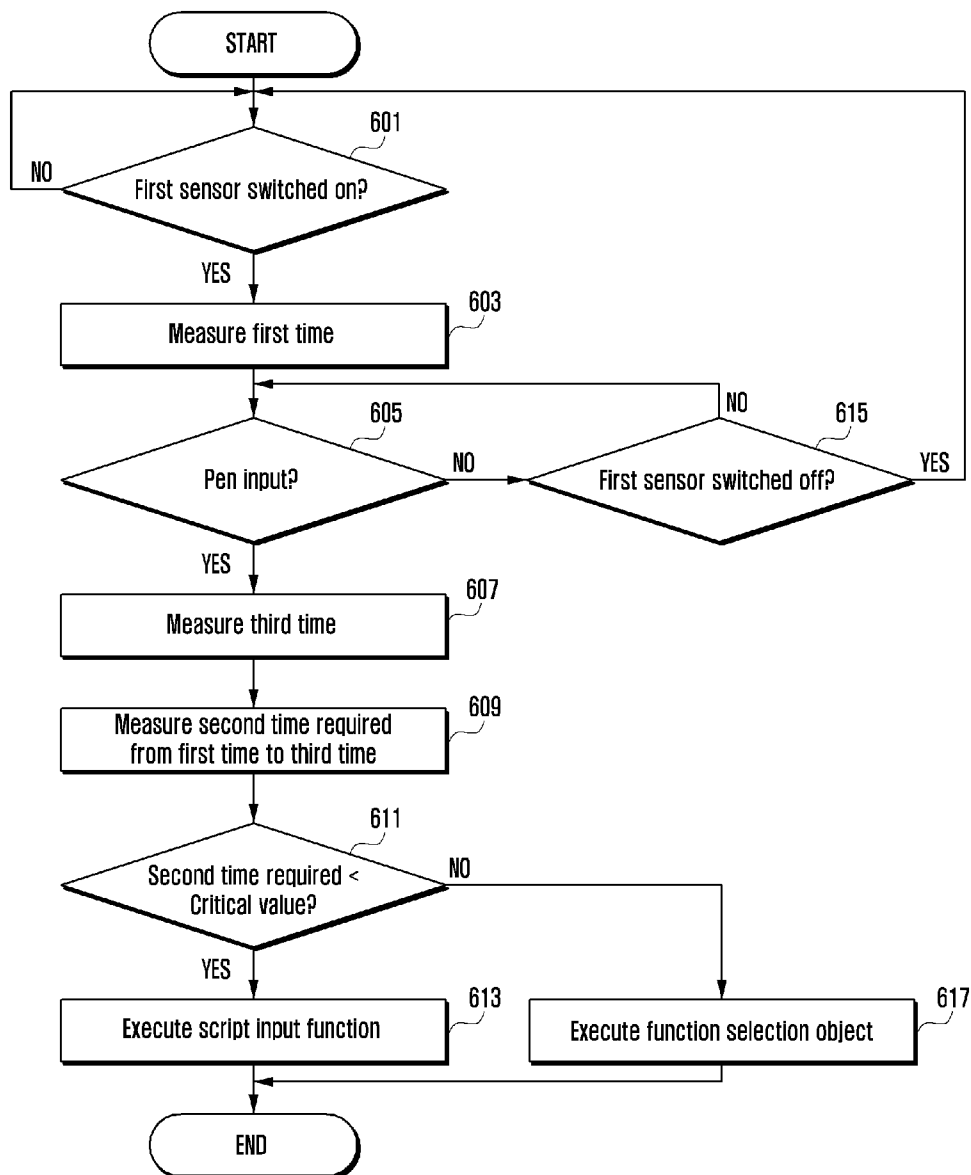 START
601
NO
First sensor switched on?
YES
603
Measure first time
605
NO
615
Pen input?
NO
First sensor switched off?
YES
YES
607
Measure third time
609
Measure second time required
from first time to third time
611
NO
Second time required <
Critical value?
YES
613
Execute script input function
617
Execute function selection object
END